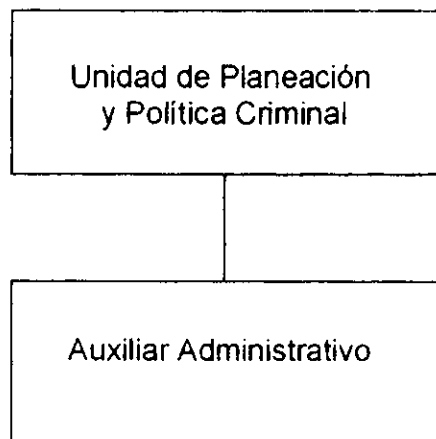 Unidad de Planeación
y Política Criminal
Auxiliar Administrativo